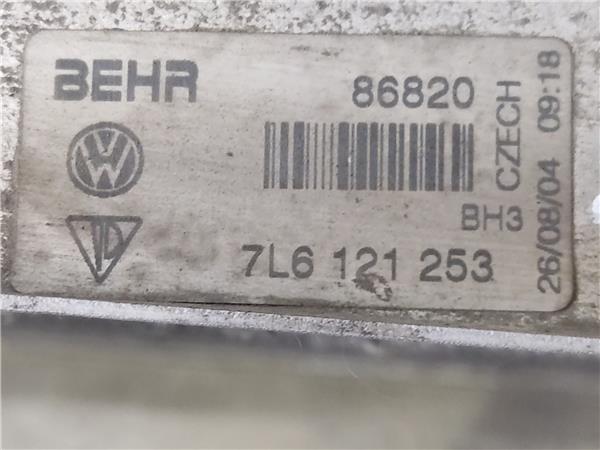 BEHR
86820
BH3
7L6 121 253
CZECH
26/08/04 09:18